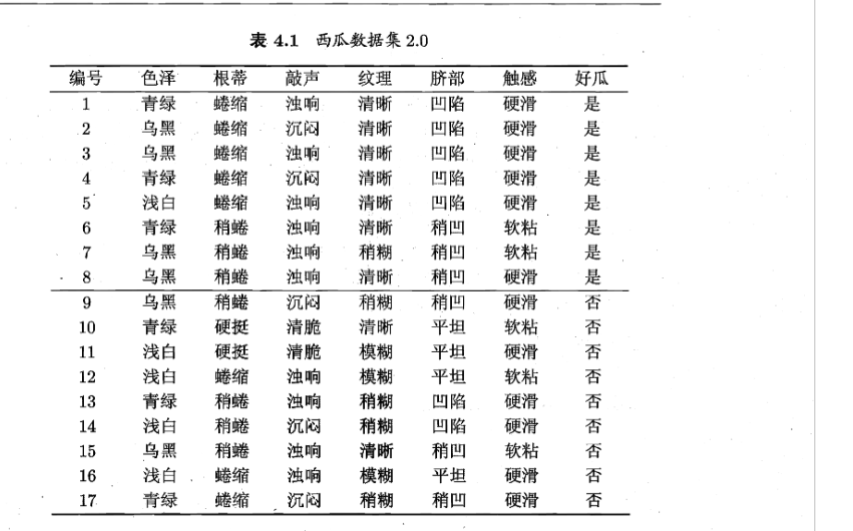 表 4.1 西瓜数据集 2.0
编号 色泽 根蒂 敲声 纹理 脐部 触感 好瓜
1 青绿 蜷缩 浊响 清晰 凹陷 硬滑 是
2 乌黑 蜷缩 沉闷 清晰 凹陷 硬滑 是
3 乌黑 蜷缩 浊响 清晰 凹陷 硬滑 是
4 青绿 蜷缩 沉闷 清晰 凹陷 硬滑 是
5 浅白 蜷缩 浊响 清晰 凹陷 硬滑 是
6 青绿 稍蜷 浊响 清晰 稍凹 软粘 是
7 乌黑 稍蜷 浊响 稍糊 稍凹 软粘 是
8 乌黑 稍蜷 浊响 清晰 稍凹 硬滑 是
9 乌黑 稍蜷 沉闷 稍糊 稍凹 硬滑 否
10 青绿 硬挺 清脆 清晰 平坦 软粘 否
11 浅白 硬挺 清脆 模糊 平坦 硬滑 否
12 浅白 蜷缩 浊响 模糊 平坦 软粘 否
13 青绿 稍蜷 浊响 稍糊 凹陷 硬滑 否
14 浅白 稍蜷 沉闷 稍糊 凹陷 硬滑 否
15 乌黑 稍蜷 浊响 清晰 稍凹 软粘 否
16 浅白 蜷缩 浊响 模糊 平坦 硬滑 否
17 青绿 蜷缩 沉闷 稍糊 稍凹 硬滑 否